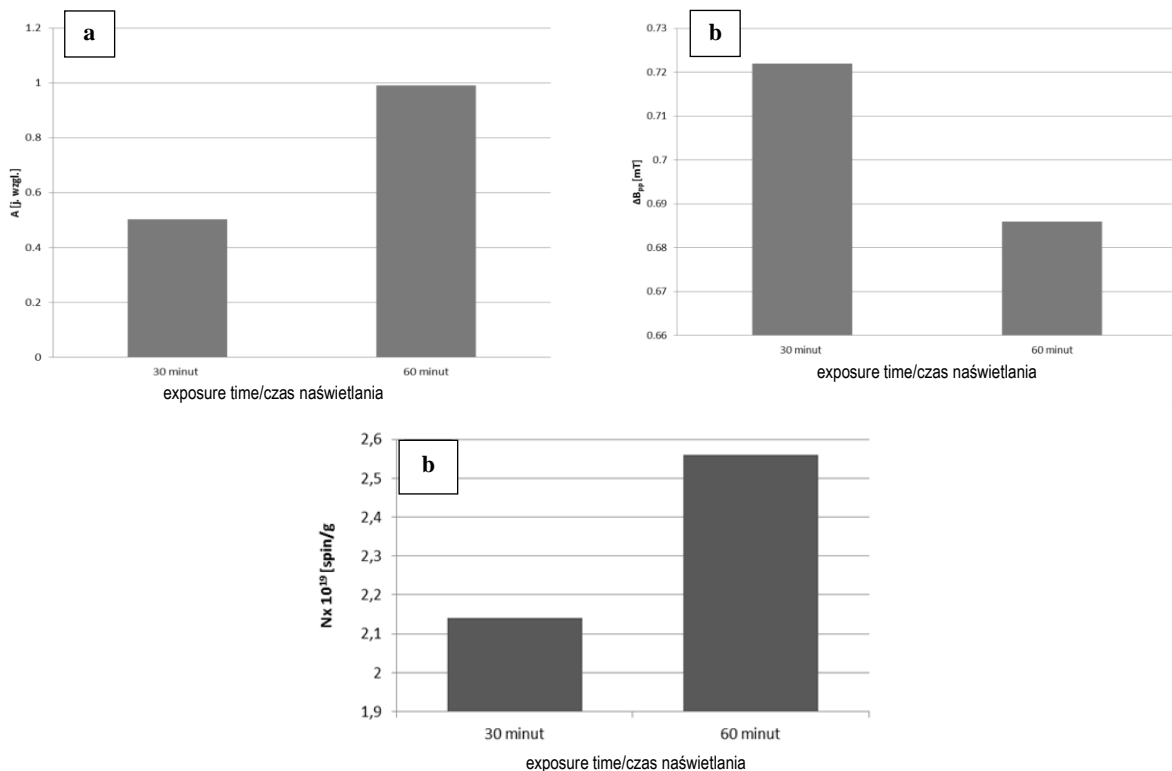 a
1.2
1
0.8
0.6
0.4
0.2
0
A [j. wzgl.]
30 minut 60 minut
exposure time/czas naświetlania
b
0.73
0.72
0.71
0.7
0.69
0.68
0.67
0.66
ΔBpp [mT]
30 minut 60 minut
exposure time/czas naświetlania
b
2,6
2,5
2,4
2,3
2,2
2,1
2
1,9
Nx 10¹⁹ [spin/g
30 minut 60 minut
exposure time/czas naświetlania